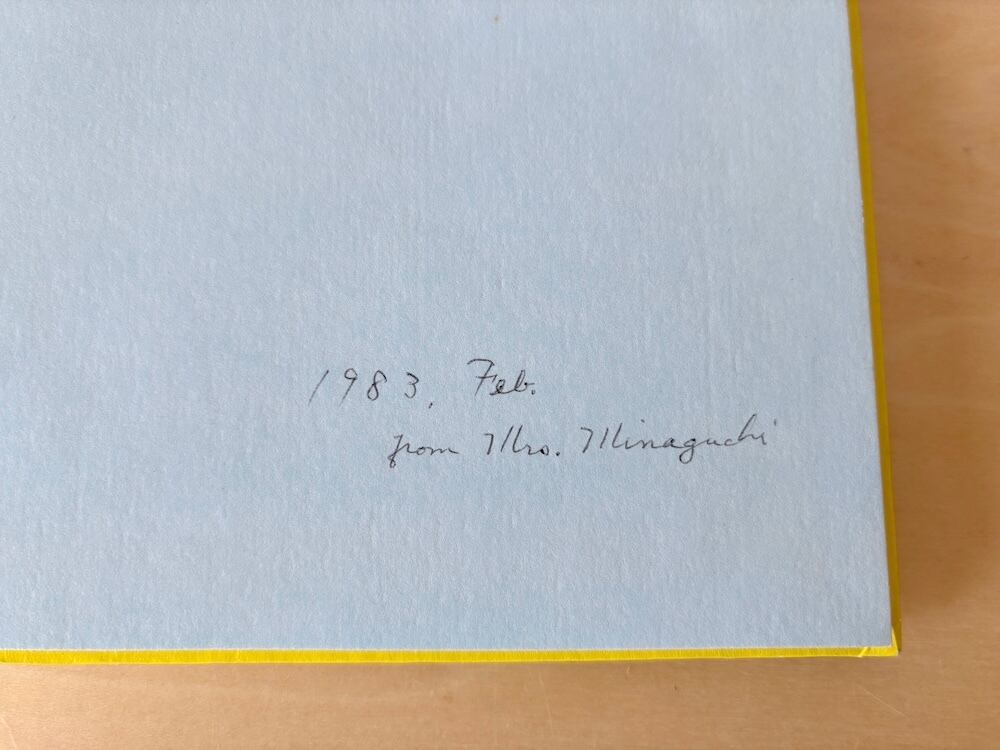 1983, Feb.
from Mrs. Minaguchi